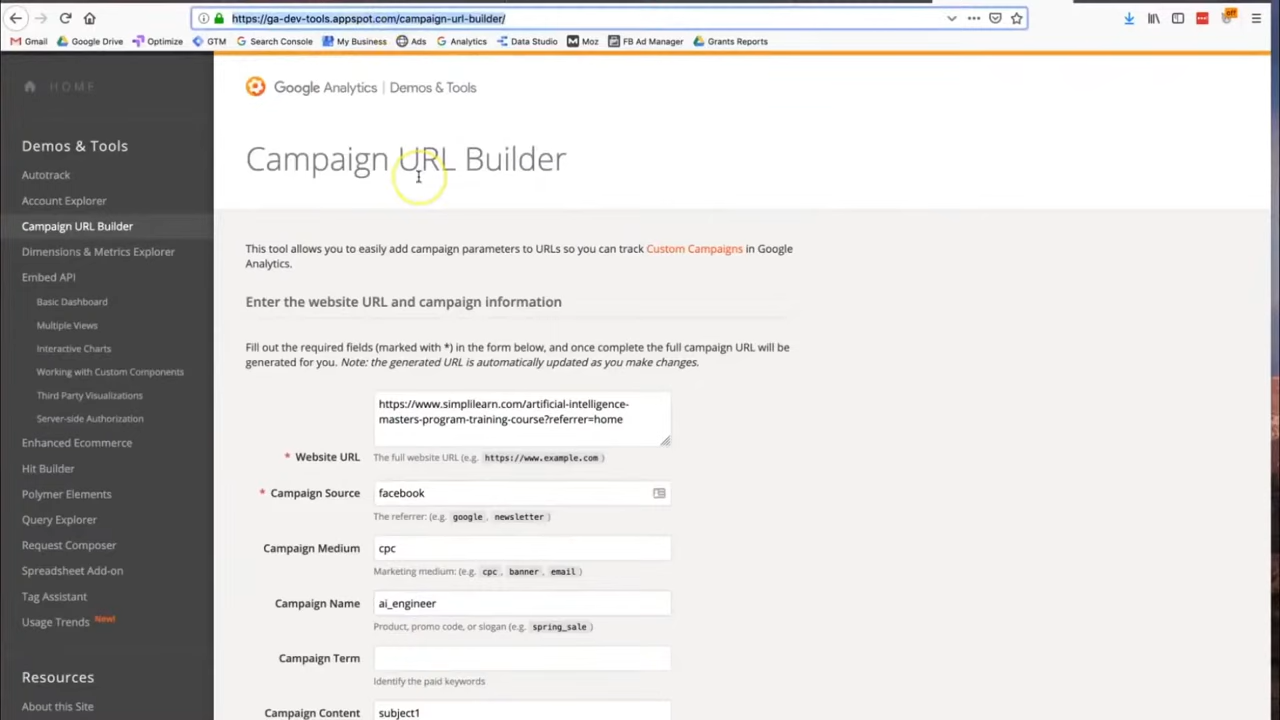 https://ga-dev-tools.appspot.com/campaign-url-builder/
Gmail Google Drive Optimize GTM Search Console My Business Ads Analytics Data Studio Moz FB Ad Manager Grants Reports
off
HOME
Demos & Tools
Autotrack
Account Explorer
Campaign URL Builder
Dimensions & Metrics Explorer
Embed API
Basic Dashboard
Multiple Views
Interactive Charts
Working with Custom Components
Third Party Visualizations
Server-side Authorization
Enhanced Ecommerce
Hit Builder
Polymer Elements
Query Explorer
Request Composer
Spreadsheet Add-on
Tag Assistant
Usage Trends New!
Resources
About this Site
Google Analytics | Demos & Tools
Campaign URL Builder
This tool allows you to easily add campaign parameters to URLs so you can track Custom Campaigns in Google
Analytics.
Enter the website URL and campaign information
Fill out the required fields (marked with *) in the form below, and once complete the full campaign URL will be
generated for you. Note: the generated URL is automatically updated as you make changes.
https://www.simplilearn.com/artificial-intelligence-
masters-program-training-course?referrer=home
* Website URL The full website URL (e.g. https://www.example.com )
* Campaign Source facebook
The referrer: (e.g. google , newsletter )
Campaign Medium cpc
Marketing medium: (e.g. cpc , banner , email )
Campaign Name ai_engineer
Product, promo code, or slogan (e.g. spring_sale )
Campaign Term
Identify the paid keywords
Campaign Content subject1